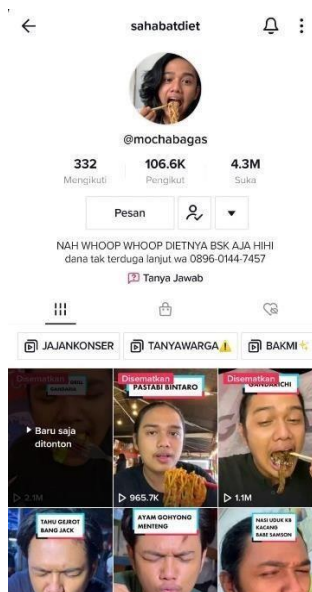 sahabatdiet
@mochabagas
332 106.6K 4.3M
Mengikuti Pengikut Suka
Pesan
NAH WHOOP WHOOP DIETNYA BSK AJA HIHI
dana tak terduga lanjut wa 0896-0144-7457
Tanya Jawab
JAJANKONSER TANYAWARGA⚠️ BAKMI
Disematkan Disematkan Disematkan
PASTABI BINTARO
Baru saja
ditonton
2.1M 965.7K 1.1M
TAHU GEJROT
BANG JACK
AYAM GOHYONG
MENTENG
NASI UDUK KB
KACANG
BABE SAMSON